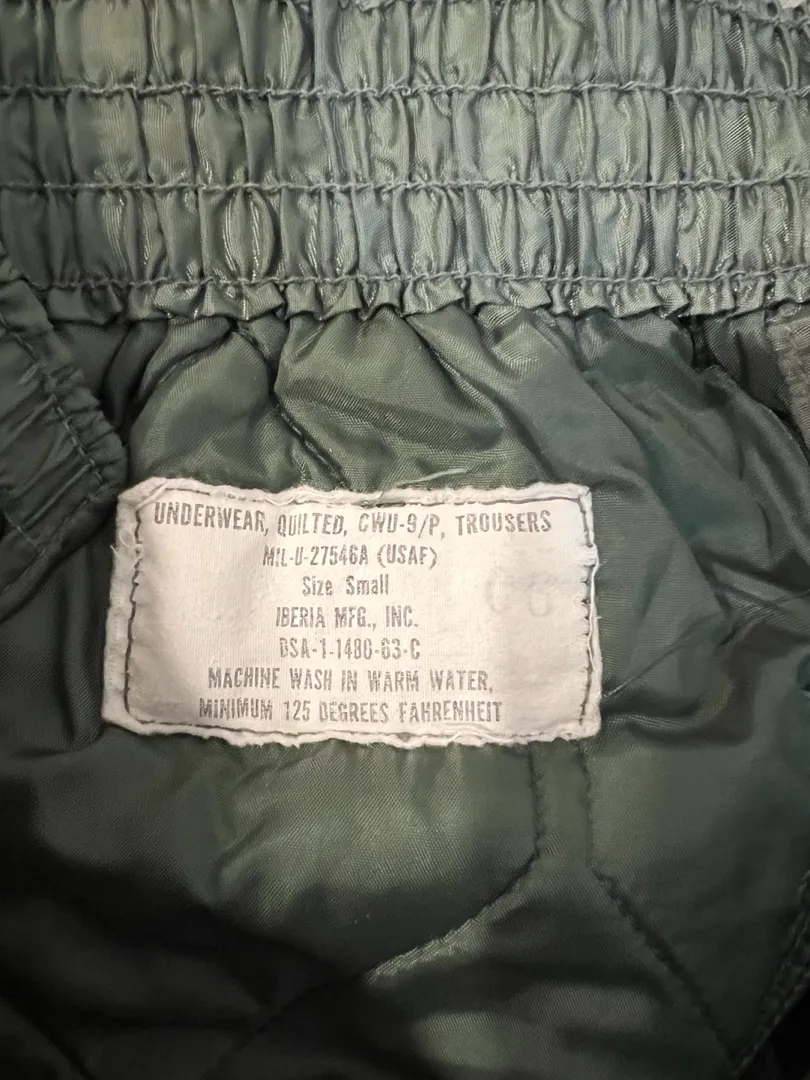 UNDERWEAR, QUILTED, CWU-9/P, TROUSERS
MIL-U-27546A (USAF)
Size Small
IBERIA MFG., INC.
DSA-1-1480-63-C
MACHINE WASH IN WARM WATER,
MINIMUM 125 DEGREES FAHRENHEIT